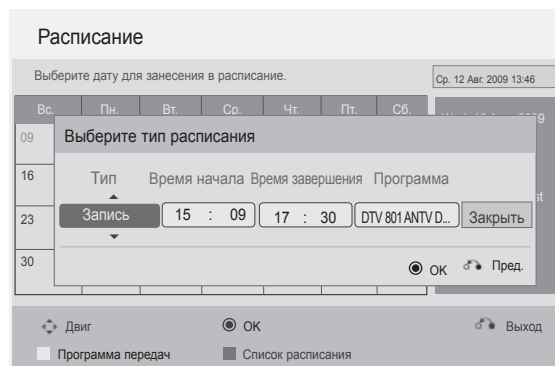 Расписание
Выберите дату для занесения в расписание.
Ср. 12 Авг. 2009 13:46
Вс. Пн. Вт. Ср. Чт. Пт. Сб.
09
Выберите тип расписания
16
Тип Время начала Время завершения Программа
23
Запись 15 : 09 17 : 30 DTV 801 ANTV D... Закрыть
30
OK Пред.
Двиг OK Выход
Программа передач Список расписания